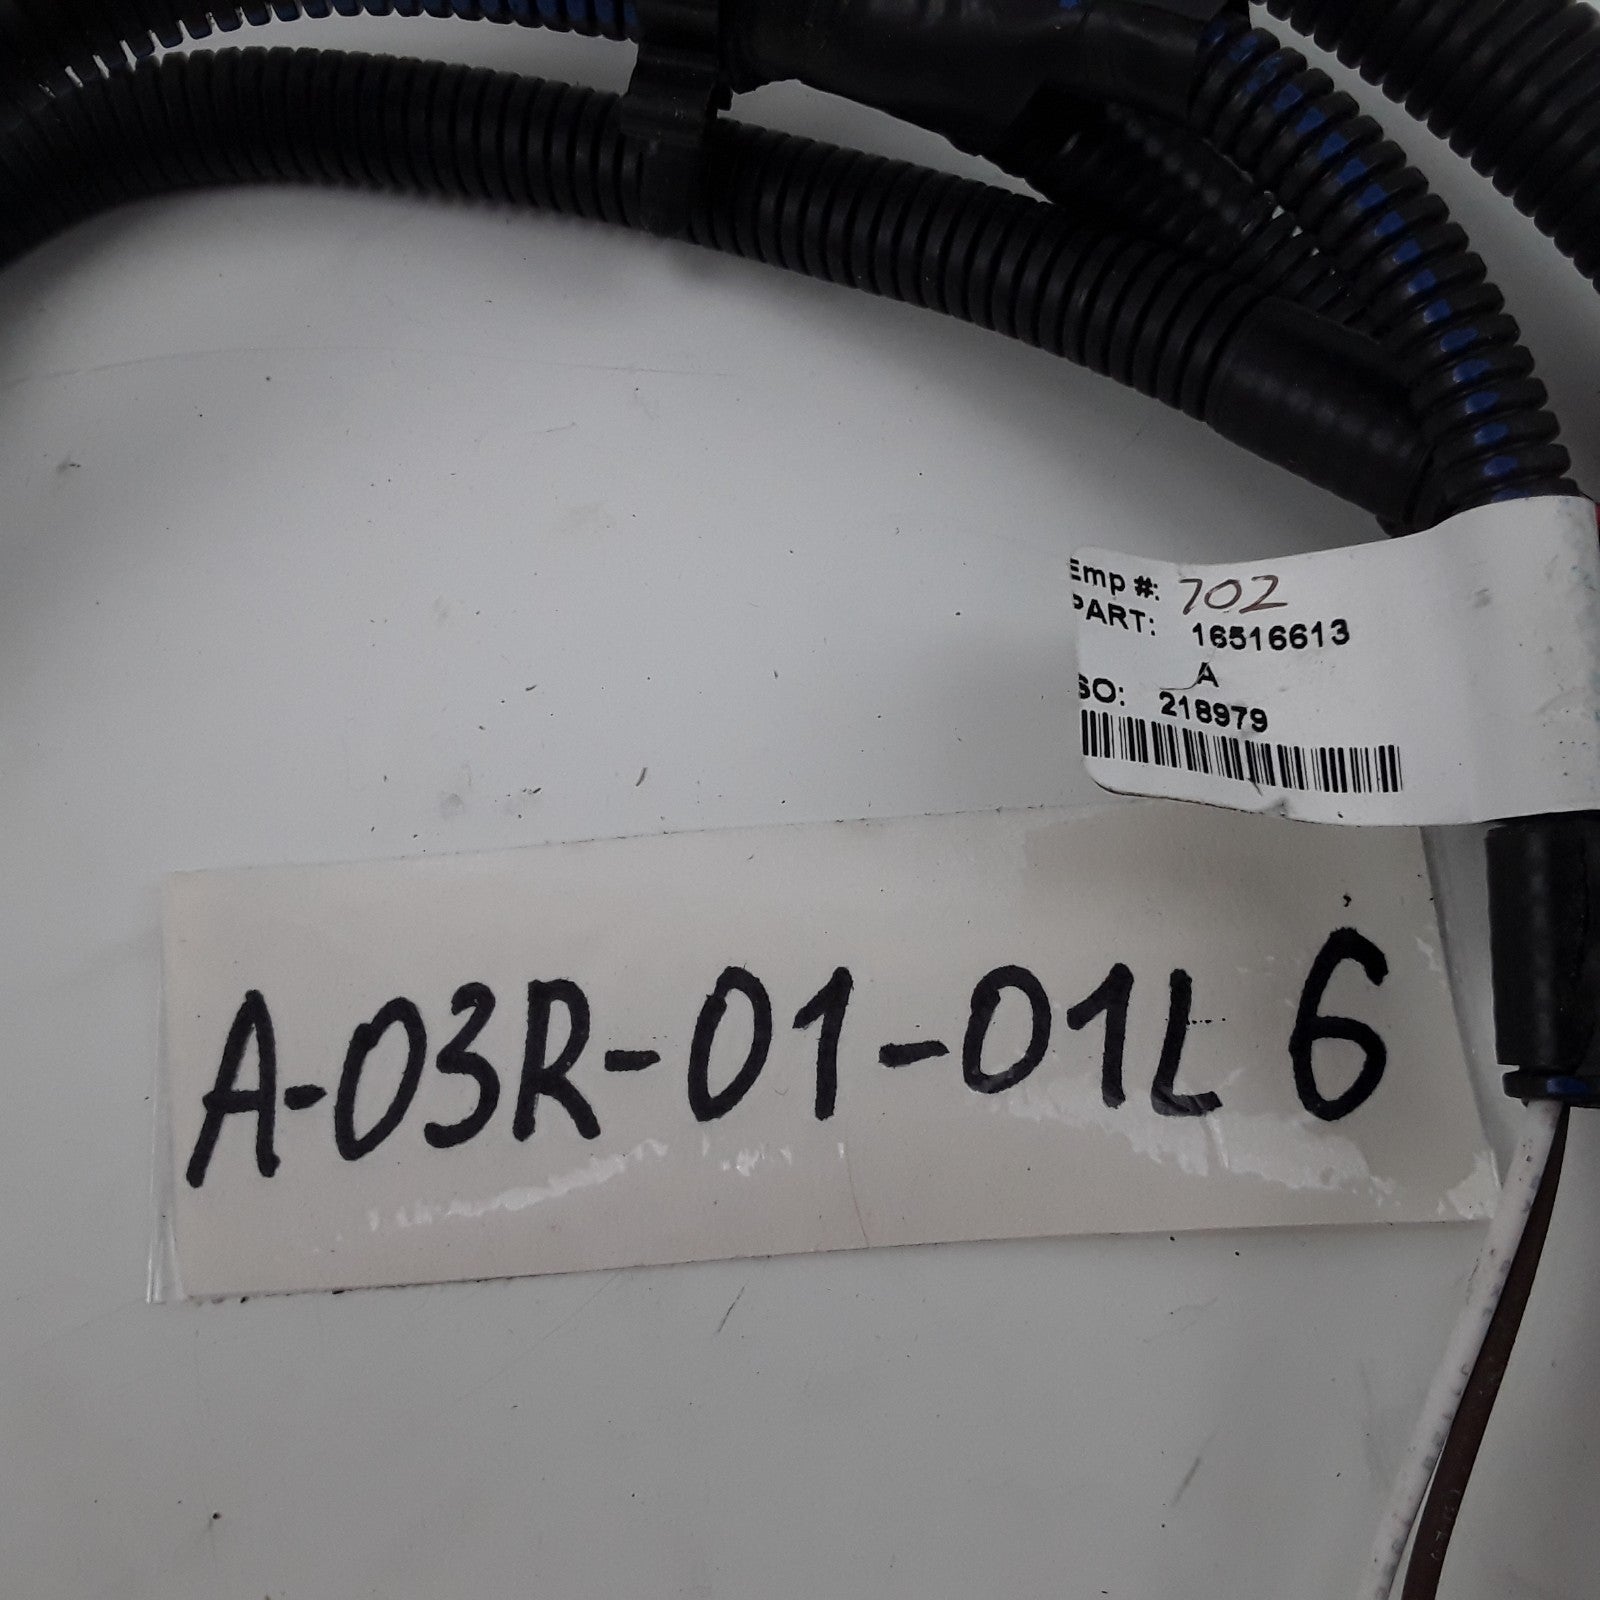 Emp #: 702
PART: 16516613
A
SO: 218979
A-03R-01-01L 6